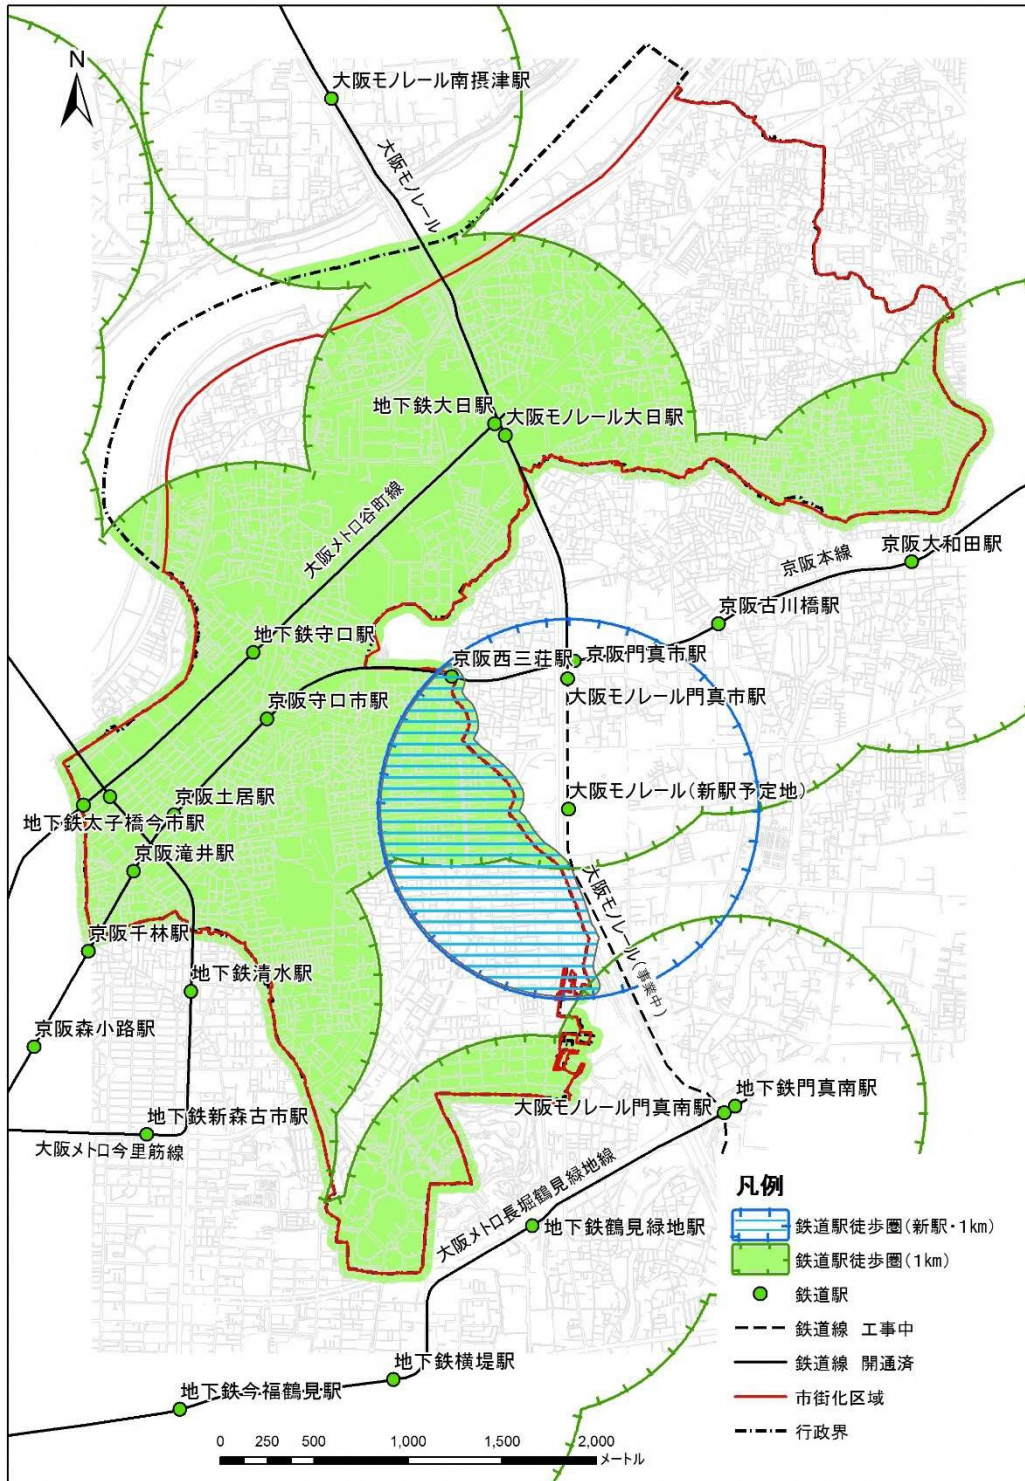 N
大阪モノレール南摂津駅
大阪モノレール
地下鉄大日駅
大阪モノレール大日駅
大阪メトロ谷町線
京阪大和田駅
京阪本線
京阪古川橋駅
地下鉄守口駅
京阪西三荘駅
京阪門真市駅
大阪モノレール門真市駅
京阪守口市駅
大阪モノレール(新駅予定地)
京阪土居駅
地下鉄太子橋今市駅
京阪滝井駅
大阪モノレール(事業中)
京阪千林駅
地下鉄清水駅
京阪森小路駅
地下鉄門真南駅
大阪モノレール門真南駅
地下鉄新森古市駅
大阪メトロ今里筋線
大阪メトロ長堀鶴見緑地線
地下鉄鶴見緑地駅
地下鉄横堤駅
地下鉄今福鶴見駅
凡例
鉄道駅徒歩圏(新駅・1km)
鉄道駅徒歩圏(1km)
鉄道駅
鉄道線 工事中
鉄道線 開通済
市街化区域
行政界
0 250 500 1,000 1,500 2,000
メートル